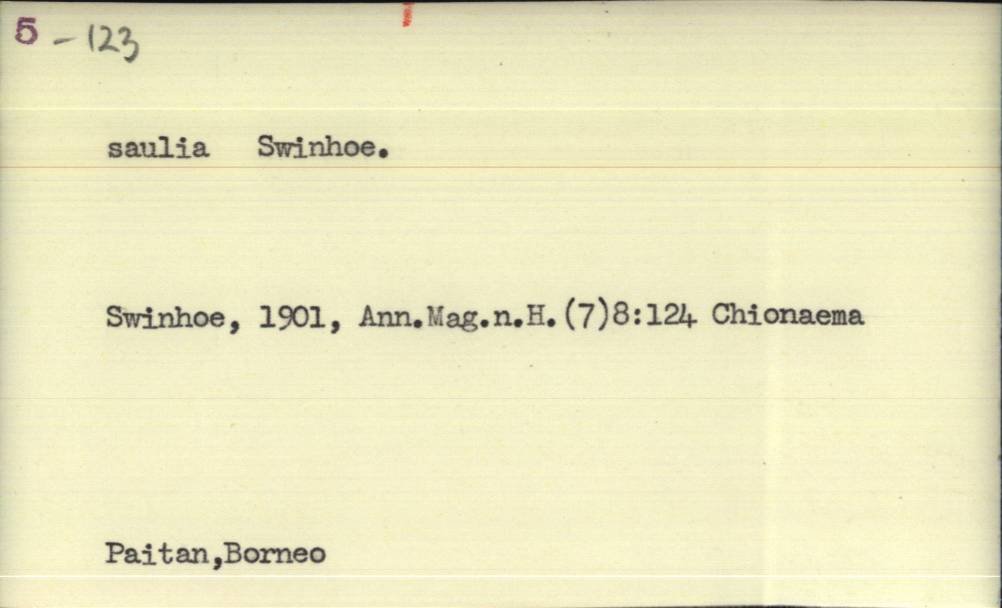 5 - 123
saulia Swinhoe.
Swinhoe, 1901, Ann.Mag.n.H.(7)8:124 Chionaema
Paitan,Borneo